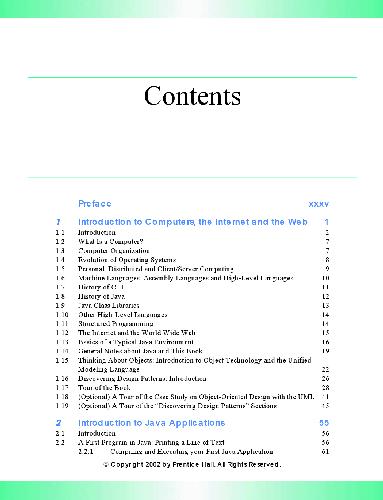 Contents
Preface xxxv
1 Introduction to Computers, the Internet and the Web 1
1.1 Introduction 2
1.2 What Is a Computer? 7
1.3 Computer Organization 7
1.4 Evolution of Operating Systems 8
1.5 Personal, Distributed and Client/Server Computing 9
1.6 Machine Languages, Assembly Languages and High-Level Languages 10
1.7 History of C++ 11
1.8 History of Java 12
1.9 Java Class Libraries 13
1.10 Other High-Level Languages 14
1.11 Structured Programming 14
1.12 The Internet and the World Wide Web 15
1.13 Basics of a Typical Java Environment 16
1.14 General Notes about Java and This Book 19
1.15 Thinking About Objects: Introduction to Object Technology and the Unified
Modeling Language 22
1.16 Discovering Design Patterns: Introduction 26
1.17 Tour of the Book 28
1.18 (Optional) A Tour of the Case Study on Object-Oriented Design with the UML 41
1.19 (Optional) A Tour of the “Discovering Design Patterns” Sections 45
2 Introduction to Java Applications 55
2.1 Introduction 56
2.2 A First Program in Java: Printing a Line of Text 56
2.2.1 Compiling and Executing your First Java Application 61
© Copyright 2002 by Prentice Hall. All Rights Reserved.